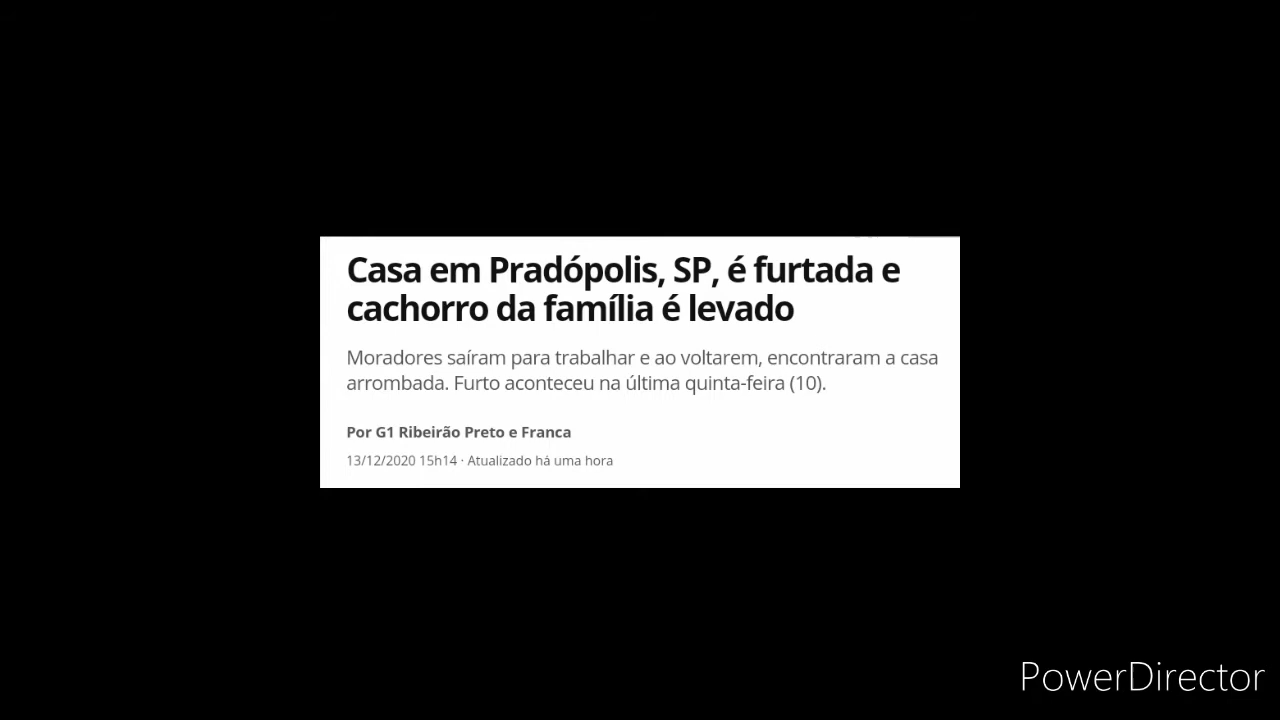 Casa em Pradópolis, SP, é furtada e
cachorro da família é levado
Moradores saíram para trabalhar e ao voltarem, encontraram a casa
arrombada. Furto aconteceu na última quinta-feira (10).
Por G1 Ribeirão Preto e Franca
13/12/2020 15h14 · Atualizado há uma hora
PowerDirector